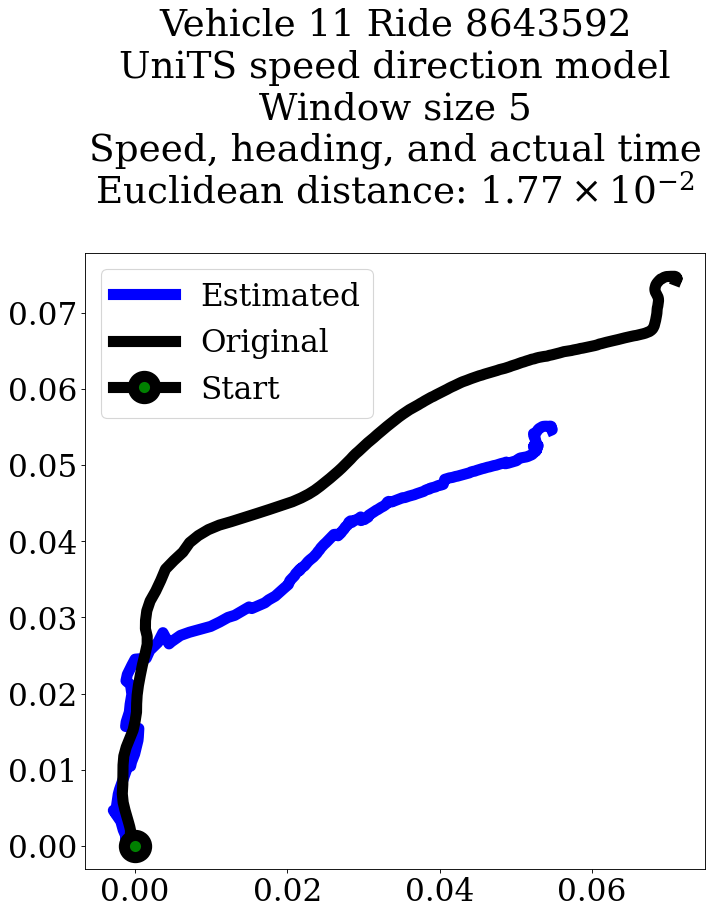 Vehicle 11 Ride 8643592
UniTS speed direction model
Window size 5
Speed, heading, and actual time
Euclidean distance: 1.77 × 10⁻²
Estimated
Original
Start
0.07
0.06
0.05
0.04
0.03
0.02
0.01
0.00
0.00 0.02 0.04 0.06